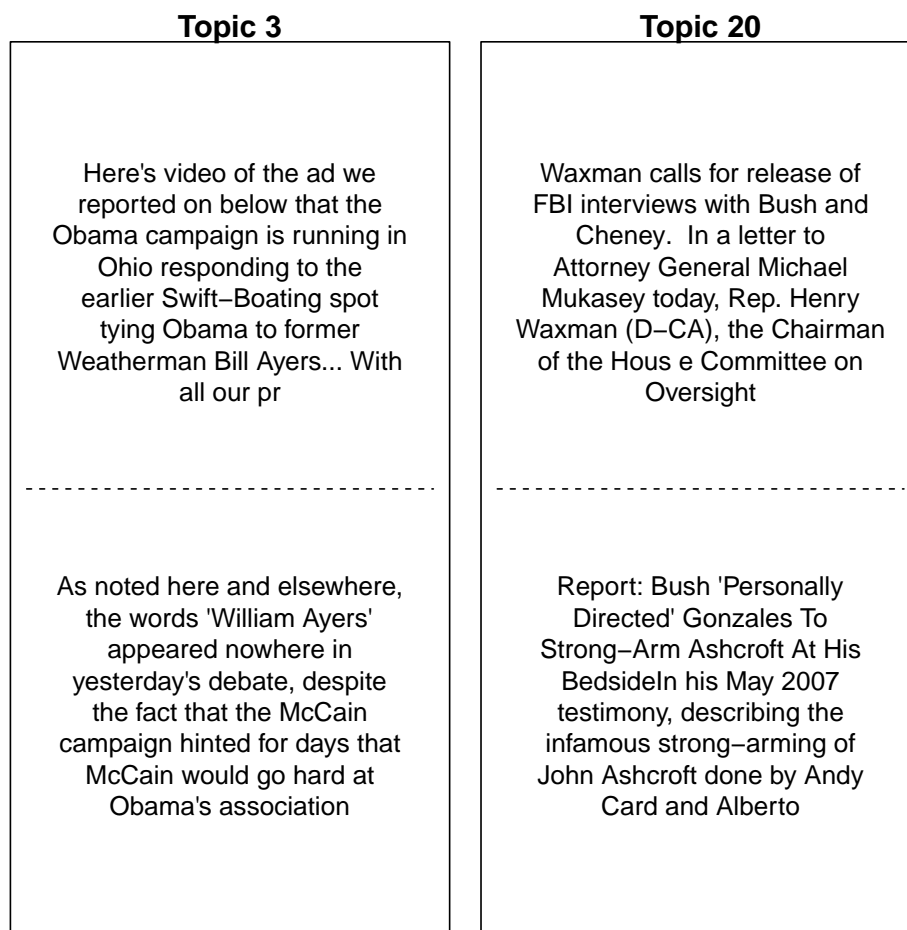 Topic 3
Here's video of the ad we
reported on below that the
Obama campaign is running in
Ohio responding to the
earlier Swift−Boating spot
tying Obama to former
Weatherman Bill Ayers... With
all our pr
As noted here and elsewhere,
the words 'William Ayers'
appeared nowhere in
yesterday's debate, despite
the fact that the McCain
campaign hinted for days that
McCain would go hard at
Obama's association
Topic 20
Waxman calls for release of
FBI interviews with Bush and
Cheney.  In a letter to
Attorney General Michael
Mukasey today, Rep. Henry
Waxman (D−CA), the Chairman
of the Hous e Committee on
Oversight
Report: Bush 'Personally
Directed' Gonzales To
Strong−Arm Ashcroft At His
BedsideIn his May 2007
testimony, describing the
infamous strong−arming of
John Ashcroft done by Andy
Card and Alberto